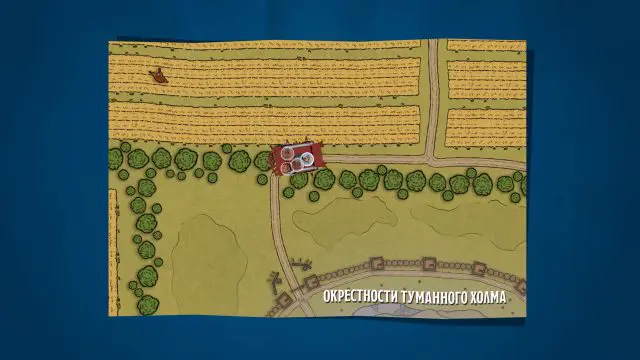 ОКРЕСТНОСТИ ТУМАННОГО ХОЛМА